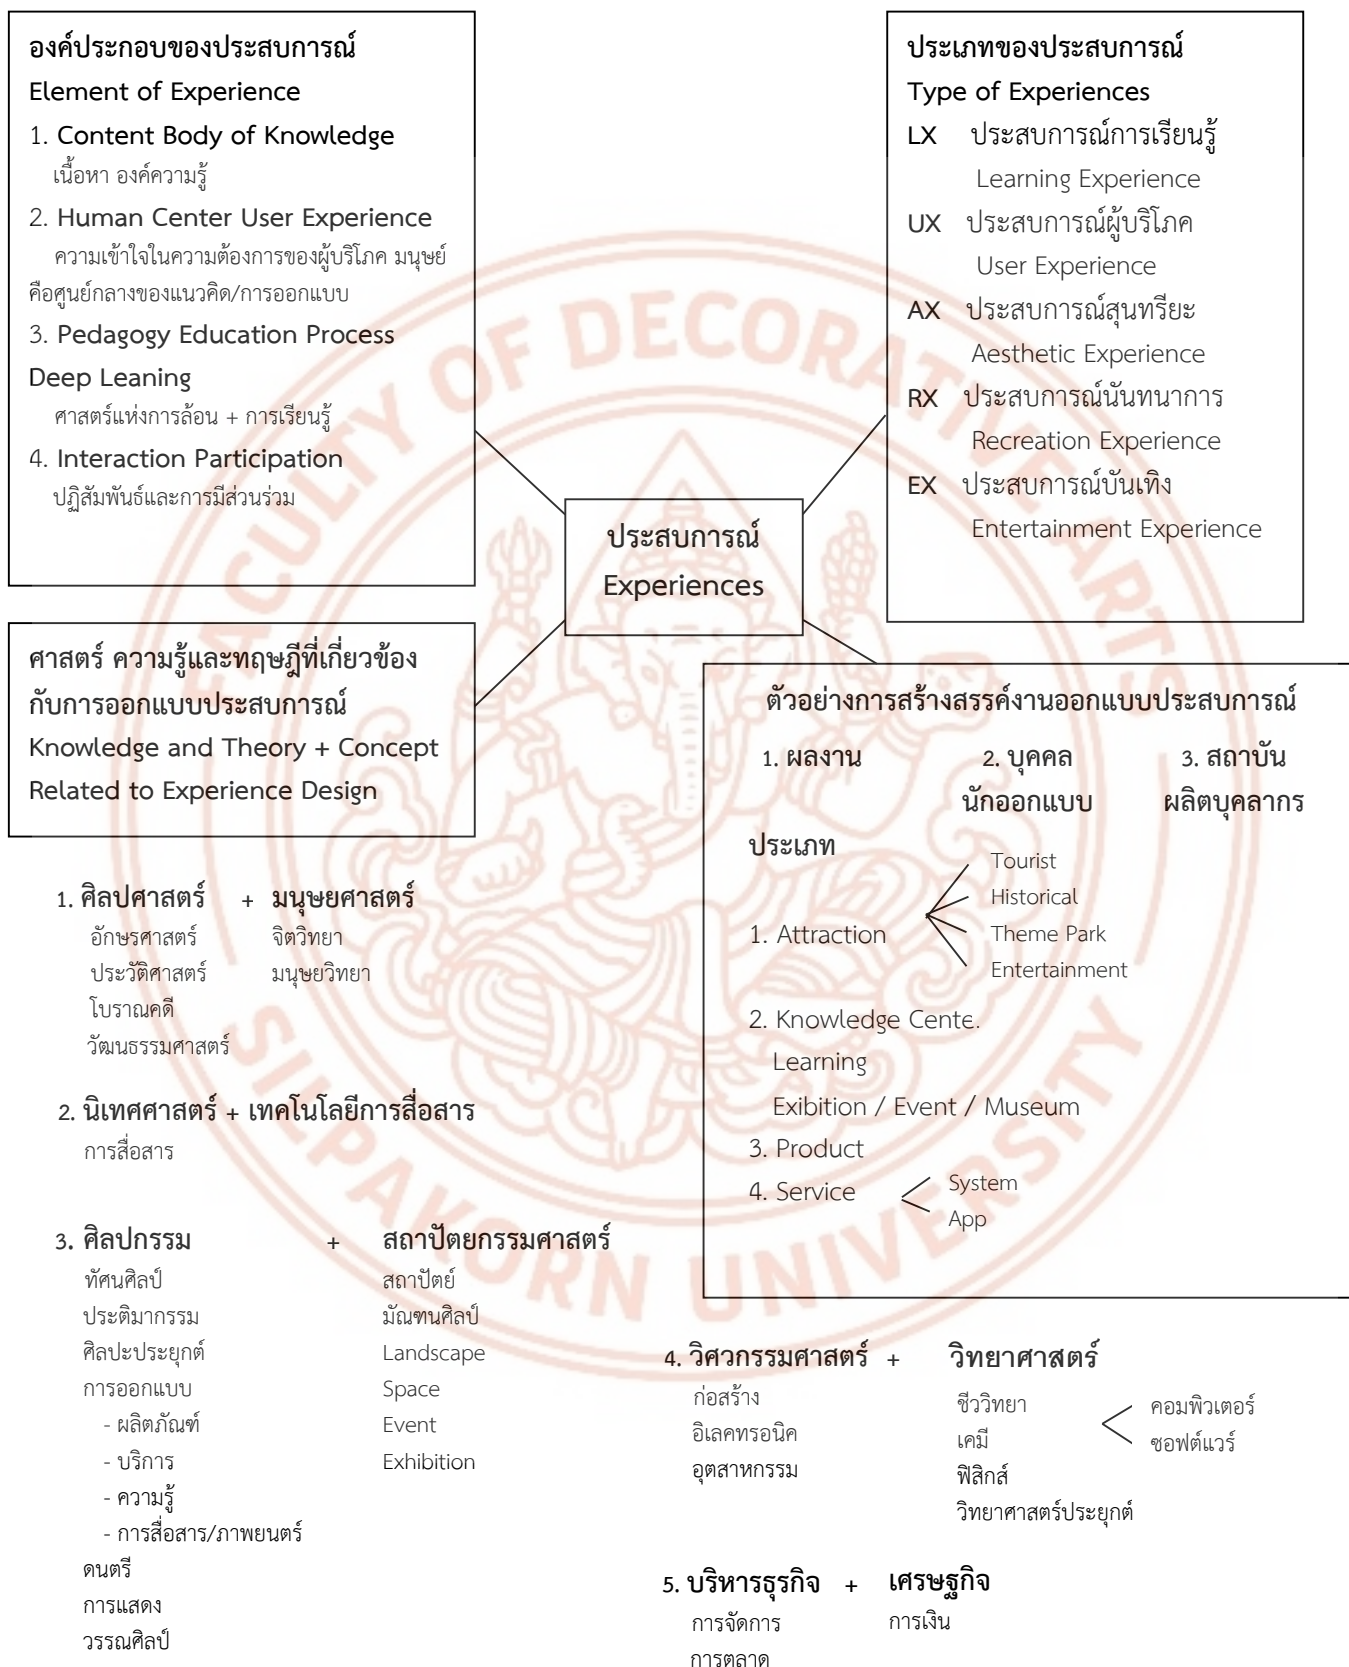 องค์ประกอบของประสบการณ์
Element of Experience
1. Content Body of Knowledge
เนื้อหา องค์ความรู้
2. Human Center User Experience
ความเข้าใจในความต้องการของผู้บริโภค มนุษย์
คือศูนย์กลางของแนวคิด/การออกแบบ
3. Pedagogy Education Process
Deep Leaning
ศาสตร์แห่งการล้อน + การเรียนรู้
4. Interaction Participation
ปฏิสัมพันธ์และการมีส่วนร่วม
ประเภทของประสบการณ์
Type of Experiences
LX ประสบการณ์การเรียนรู้
Learning Experience
UX ประสบการณ์ผู้บริโภค
User Experience
AX ประสบการณ์สุนทรียะ
Aesthetic Experience
RX ประสบการณ์นันทนาการ
Recreation Experience
EX ประสบการณ์บันเทิง
Entertainment Experience
ประสบการณ์
Experiences
ศาสตร์ ความรู้และทฤษฎีที่เกี่ยวข้อง
กับการออกแบบประสบการณ์
Knowledge and Theory + Concept
Related to Experience Design
ตัวอย่างการสร้างสรรค์งานออกแบบประสบการณ์
1. ผลงาน 2. บุคคล 3. สถาบัน
นักออกแบบ ผลิตบุคลากร
ประเภท
1. Attraction
Tourist
Historical
Theme Park
Entertainment
2. Knowledge Cente.
Learning
Exibition / Event / Museum
3. Product
4. Service
System
App
1. ศิลปศาสตร์ + มนุษยศาสตร์
อักษรศาสตร์ จิตวิทยา
ประวัติศาสตร์ มนุษยวิทยา
โบราณคดี
วัฒนธรรมศาสตร์
2. นิเทศศาสตร์ + เทคโนโลยีการสื่อสาร
การสื่อสาร
3. ศิลปกรรม + สถาปัตยกรรมศาสตร์
ทัศนศิลป์ สถาปัตย์
ประติมากรรม มัณฑนศิลป์
ศิลปะประยุกต์ Landscape
การออกแบบ Space
- ผลิตภัณฑ์ Event
- บริการ Exhibition
- ความรู้
- การสื่อสาร/ภาพยนตร์
ดนตรี
การแสดง
วรรณศิลป์
4. วิศวกรรมศาสตร์ + วิทยาศาสตร์
ก่อสร้าง ชีววิทยา คอมพิวเตอร์
อิเลคทรอนิค เคมี ซอฟต์แวร์
อุตสาหกรรม ฟิสิกส์
วิทยาศาสตร์ประยุกต์
5. บริหารธุรกิจ + เศรษฐกิจ
การจัดการ การเงิน
การตลาด
FACULTY OF DECORATIVE ARTS
SILPAKORN UNIVERSITY